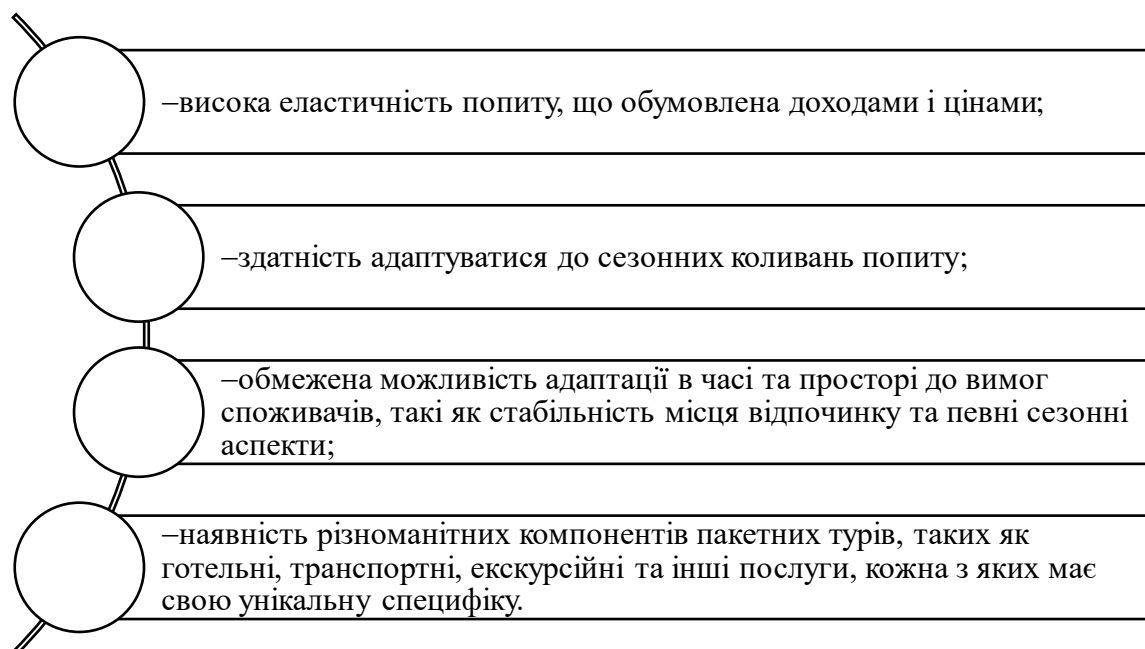 –висока еластичність попиту, що обумовлена доходами і цінами;
–здатність адаптуватися до сезонних коливань попиту;
–обмежена можливість адаптації в часі та просторі до вимог
споживачів, такі як стабільність місця відпочинку та певні сезонні
аспекти;
–наявність різноманітних компонентів пакетних турів, таких як
готельні, транспортні, екскурсійні та інші послуги, кожна з яких має
свою унікальну специфіку.